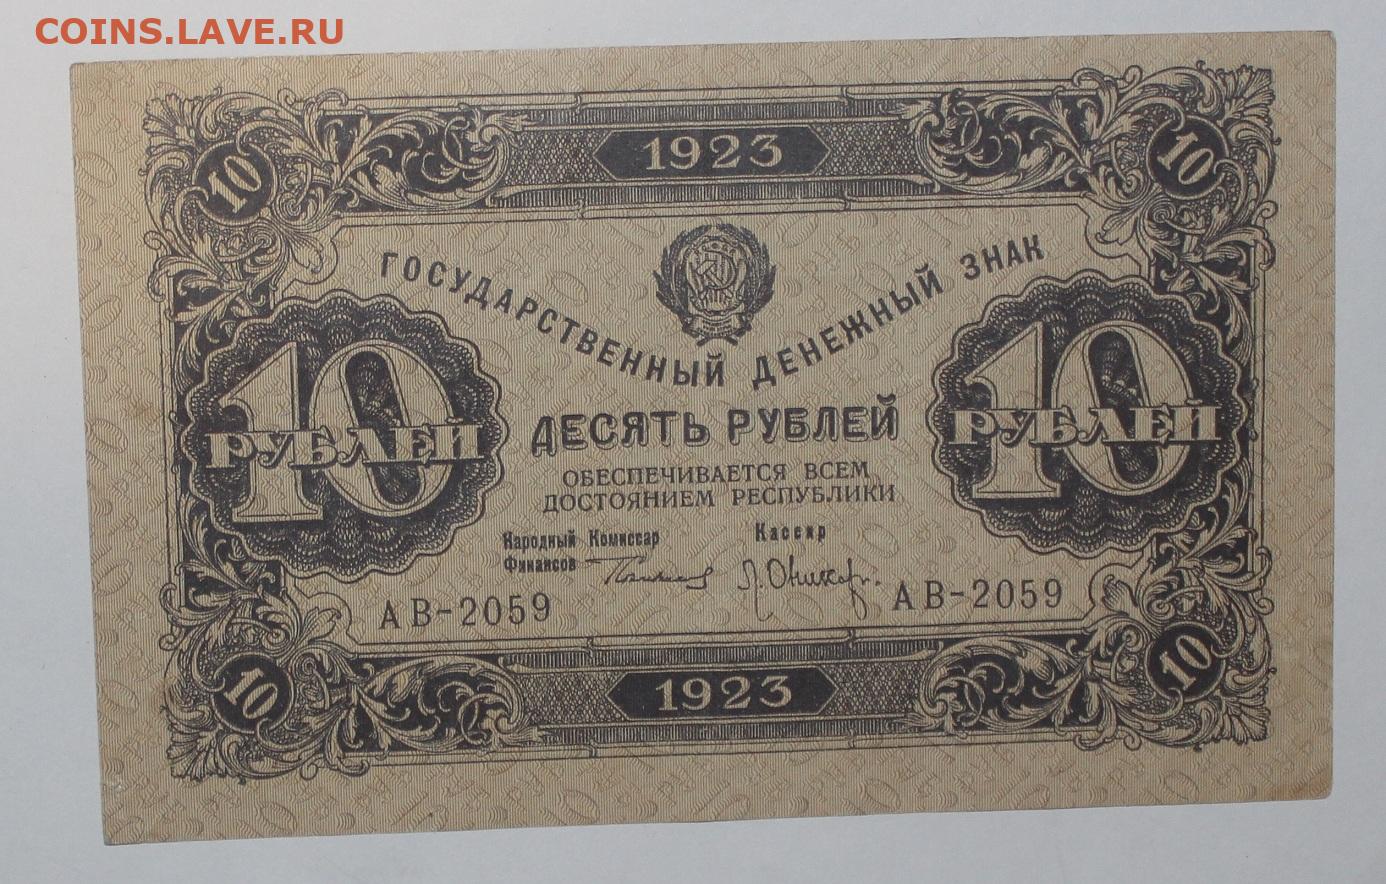 COINS.LAVE.RU
1923
10 10
ГОСУДАРСТВЕННЫЙ ДЕНЕЖНЫЙ ЗНАК
10 РУБЛЕЙ
10 РУБЛЕЙ
ДЕСЯТЬ РУБЛЕЙ
ОБЕСПЕЧИВАЕТСЯ ВСЕМ
ДОСТОЯНИЕМ РЕСПУБЛИКИ
Народный Комиссар
Финансов
Кассир
АВ-2059
АВ-2059
10 10
1923